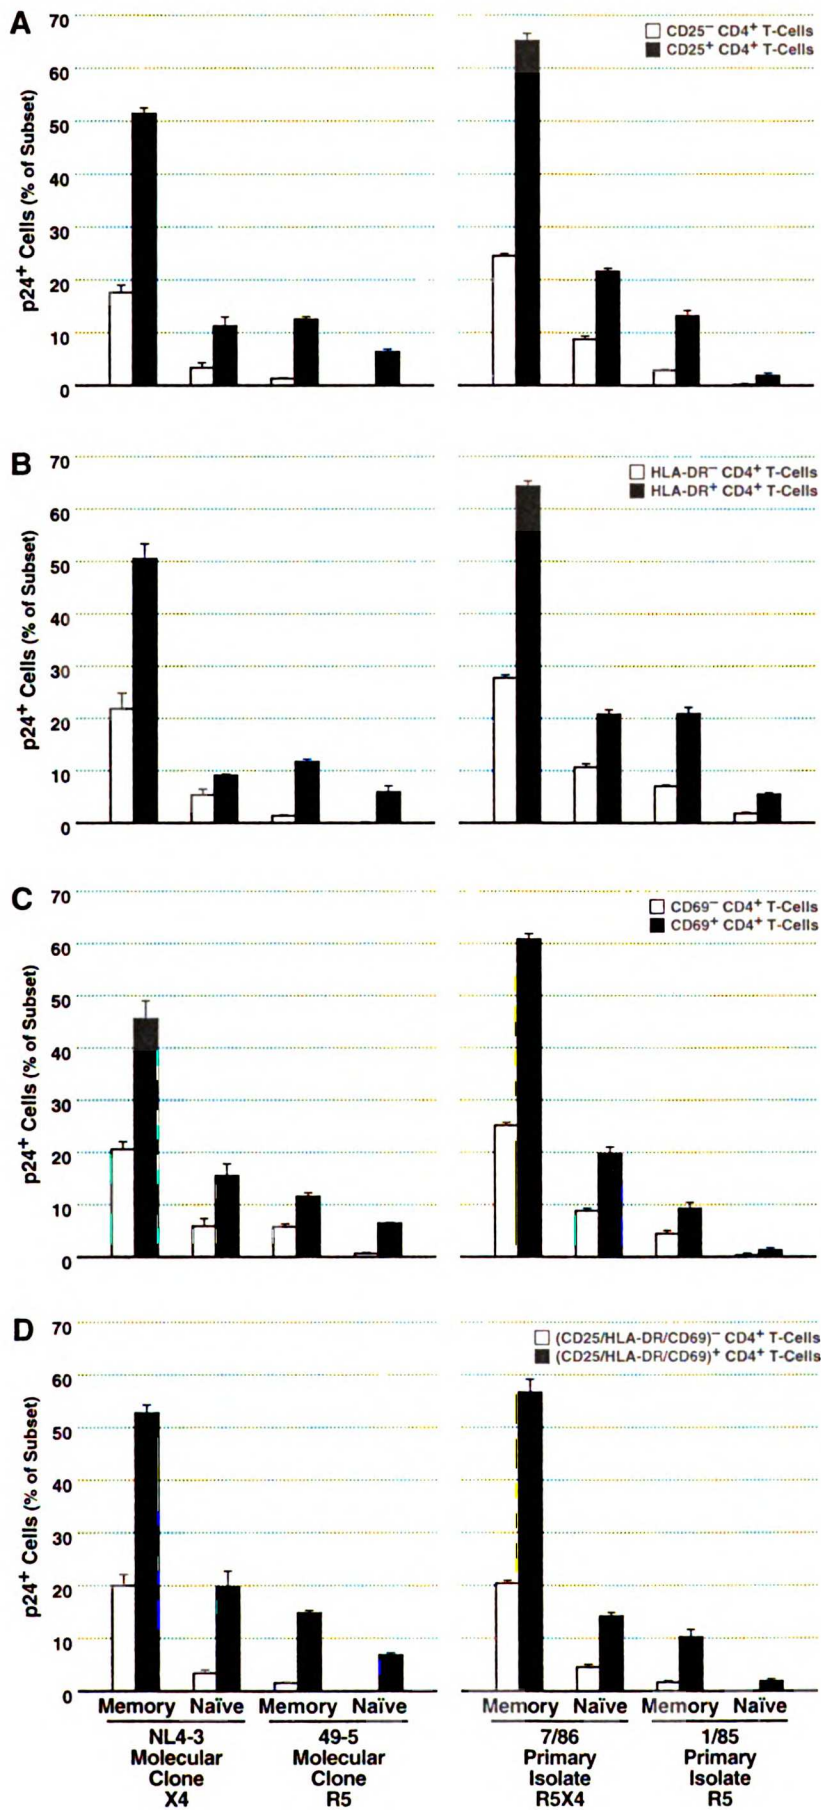 A
70
60
50
40
30
20
10
0
p24⁺ Cells (% of Subset)
CD25⁻ CD4⁺ T-Cells
CD25⁺ CD4⁺ T-Cells
B
70
60
50
40
30
20
10
0
p24⁺ Cells (% of Subset)
HLA-DR⁻ CD4⁺ T-Cells
HLA-DR⁺ CD4⁺ T-Cells
C
70
60
50
40
30
20
10
0
p24⁺ Cells (% of Subset)
CD69⁻ CD4⁺ T-Cells
CD69⁺ CD4⁺ T-Cells
D
70
60
50
40
30
20
10
0
p24⁺ Cells (% of Subset)
(CD25/HLA-DR/CD69)⁻ CD4⁺ T-Cells
(CD25/HLA-DR/CD69)⁺ CD4⁺ T-Cells
Memory Naïve Memory Naïve Memory Naïve Memory Naïve
NL4-3
Molecular
Clone
X4
49-5
Molecular
Clone
R5
7/86
Primary
Isolate
R5X4
1/85
Primary
Isolate
R5